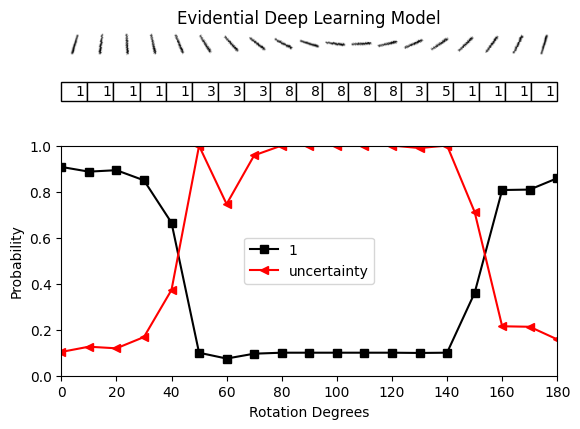 Evidential Deep Learning Model
1 1 1 1 1 3 3 3 8 8 8 8 8 3 5 1 1 1 1
1.0
0.8
0.6
0.4
0.2
0.0
Probability
1
uncertainty
0 20 40 60 80 100 120 140 160 180
Rotation Degrees